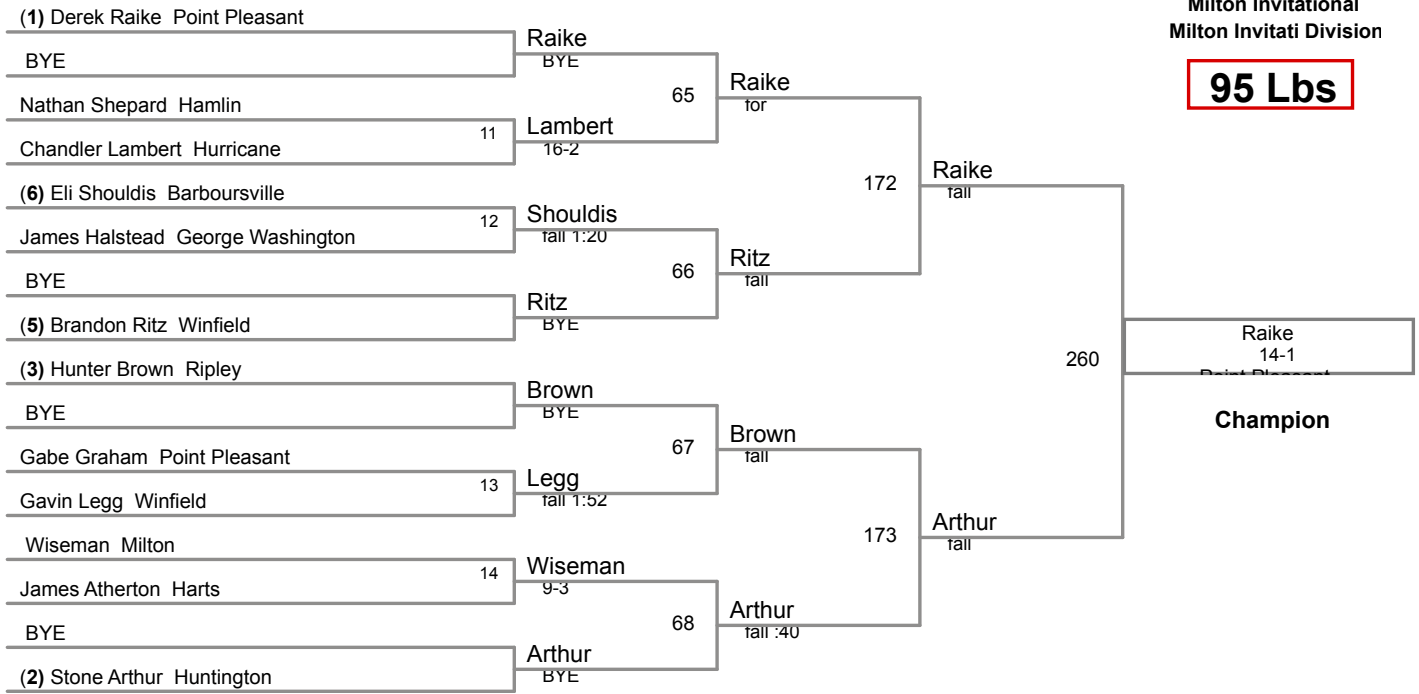 Milton Invitational
Milton Invitati Division
95 Lbs
(1) Derek Raike Point Pleasant
BYE
Nathan Shepard Hamlin
Chandler Lambert Hurricane
(6) Eli Shouldis Barboursville
James Halstead George Washington
BYE
(5) Brandon Ritz Winfield
(3) Hunter Brown Ripley
BYE
Gabe Graham Point Pleasant
Gavin Legg Winfield
Wiseman Milton
James Atherton Harts
BYE
(2) Stone Arthur Huntington
11
12
13
14
Raike
BYE
Lambert
16-2
Shouldis
fall 1:20
Ritz
BYE
Brown
BYE
Legg
fall 1:52
Wiseman
9-3
Arthur
BYE
65
66
67
68
Raike
for
Ritz
fall
Brown
fall
Arthur
fall :40
172
173
Raike
fall
Arthur
fall
260
Raike
14-1
Point Pleasant
Champion